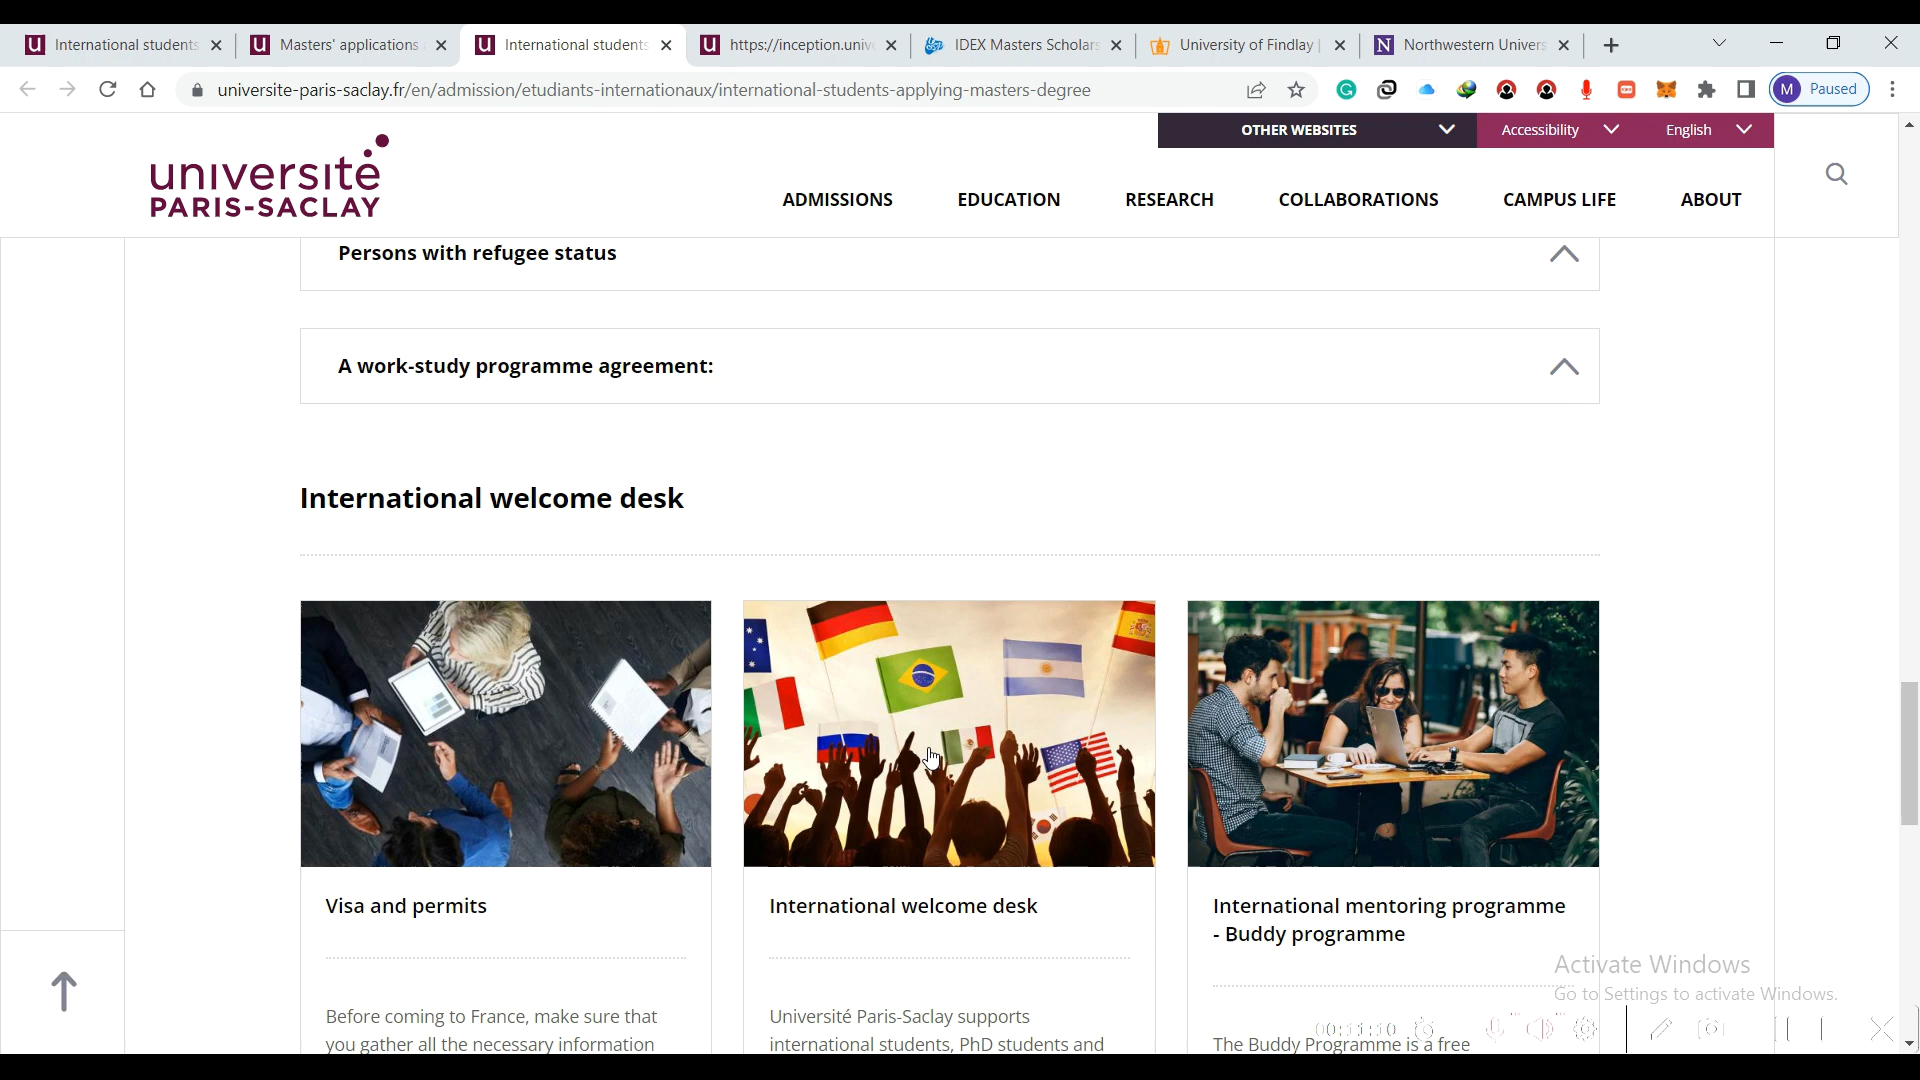 International students
Masters' applications
International students
https://inception.unive
IDEX Masters Scholars
University of Findlay |
Northwestern Univers
universite-paris-saclay.fr/en/admission/etudiants-internationaux/international-students-applying-masters-degree
M Paused
OTHER WEBSITES
Accessibility
English
université
PARIS-SACLAY
ADMISSIONS
EDUCATION
RESEARCH
COLLABORATIONS
CAMPUS LIFE
ABOUT
Persons with refugee status
A work-study programme agreement:
International welcome desk
Visa and permits
International welcome desk
International mentoring programme
- Buddy programme
Before coming to France, make sure that
you gather all the necessary information
Université Paris-Saclay supports
international students, PhD students and
The Buddy Programme is a free
Activate Windows
Go to Settings to activate Windows.
00:11:10